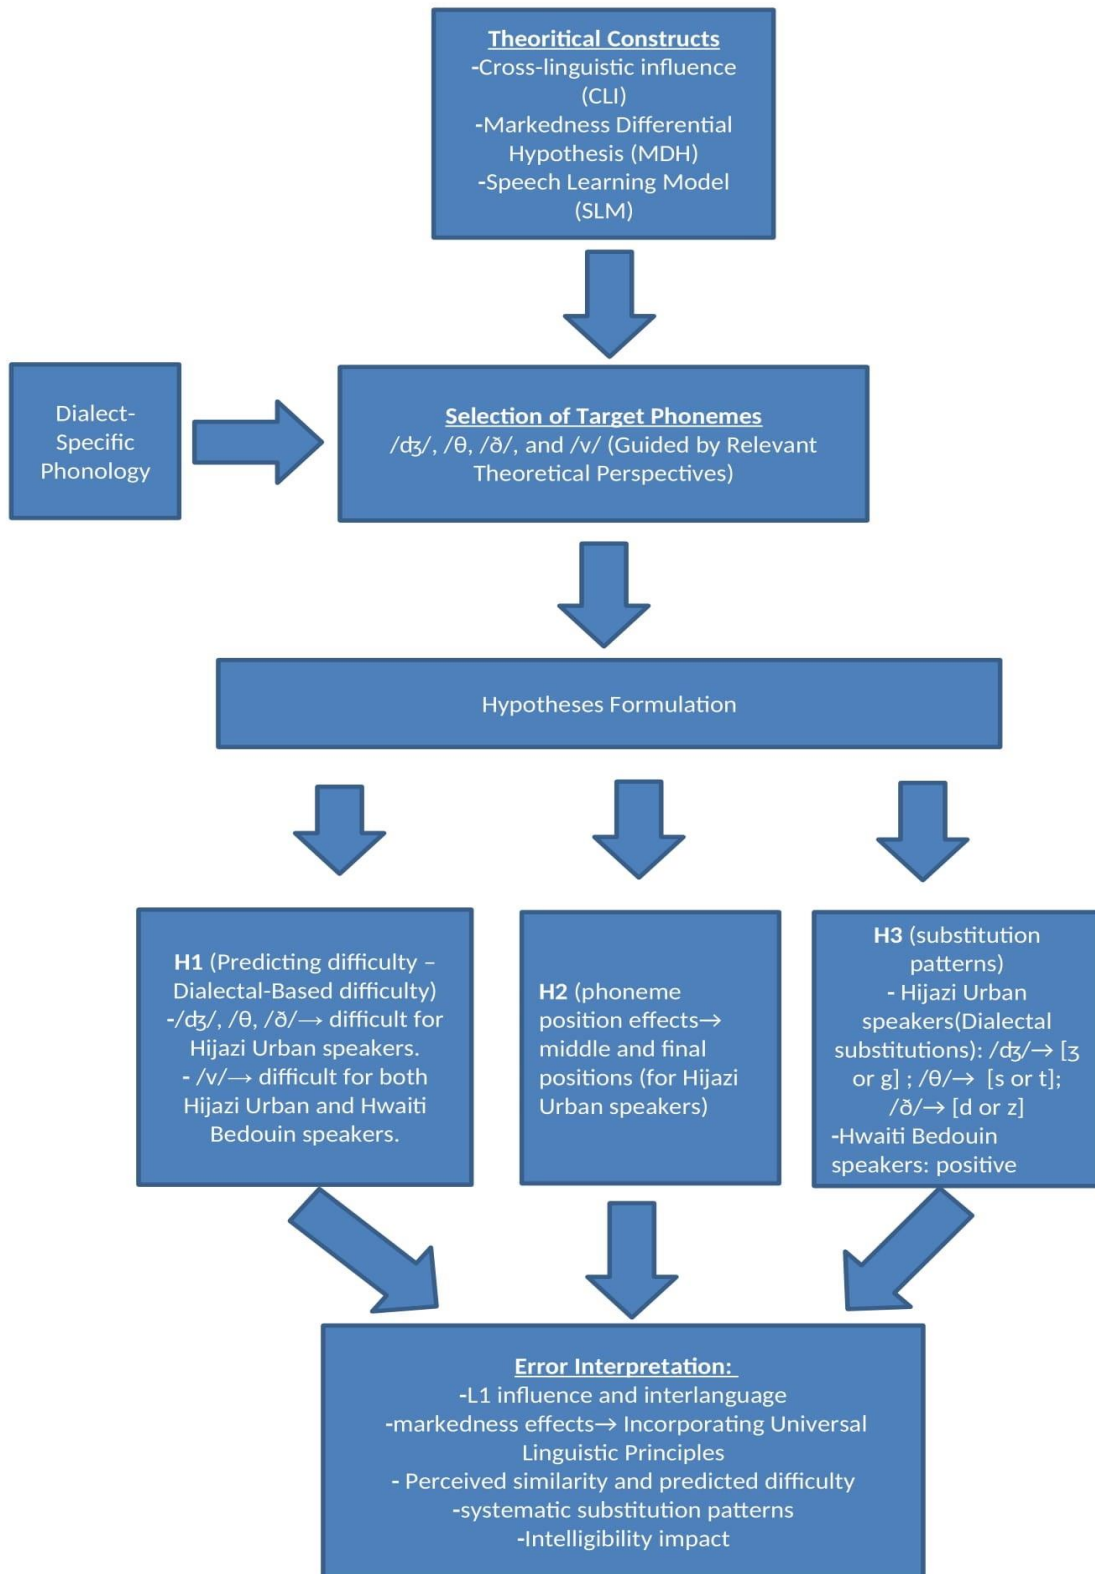 Theoritical Constructs
-Cross-linguistic influence
(CLI)
-Markedness Differential
Hypothesis (MDH)
-Speech Learning Model
(SLM)
Dialect-
Specific
Phonology
Selection of Target Phonemes
/ʤ/, /θ, /ð/, and /v/ (Guided by Relevant
Theoretical Perspectives)
Hypotheses Formulation
H1 (Predicting difficulty –
Dialectal-Based difficulty)
-/ʤ/, /θ, /ð/→ difficult for
Hijazi Urban speakers.
- /v/→ difficult for both
Hijazi Urban and Hwaiti
Bedouin speakers.
H2 (phoneme
position effects→
middle and final
positions (for Hijazi
Urban speakers)
H3 (substitution
patterns)
- Hijazi Urban
speakers(Dialectal
substitutions): /ʤ/→ [ʒ
or g] ; /θ/→ [s or t];
/ð/→ [d or z]
-Hwaiti Bedouin
speakers: positive
Error Interpretation:
-L1 influence and interlanguage
-markedness effects→ Incorporating Universal
Linguistic Principles
- Perceived similarity and predicted difficulty
-systematic substitution patterns
-Intelligibility impact